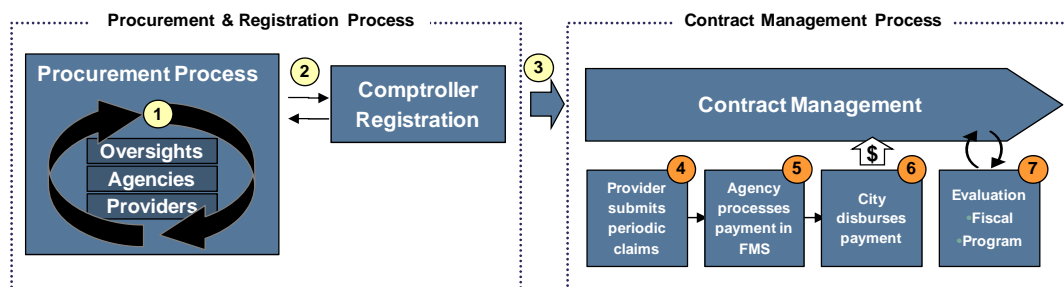 Procurement & Registration Process
Procurement Process
1
Oversights
Agencies
Providers
2
Comptroller
Registration
3
Contract Management Process
Contract Management
$
4
Provider
submits
periodic
claims
5
Agency
processes
payment in
FMS
6
City
disburses
payment
7
Evaluation
•Fiscal
•Program